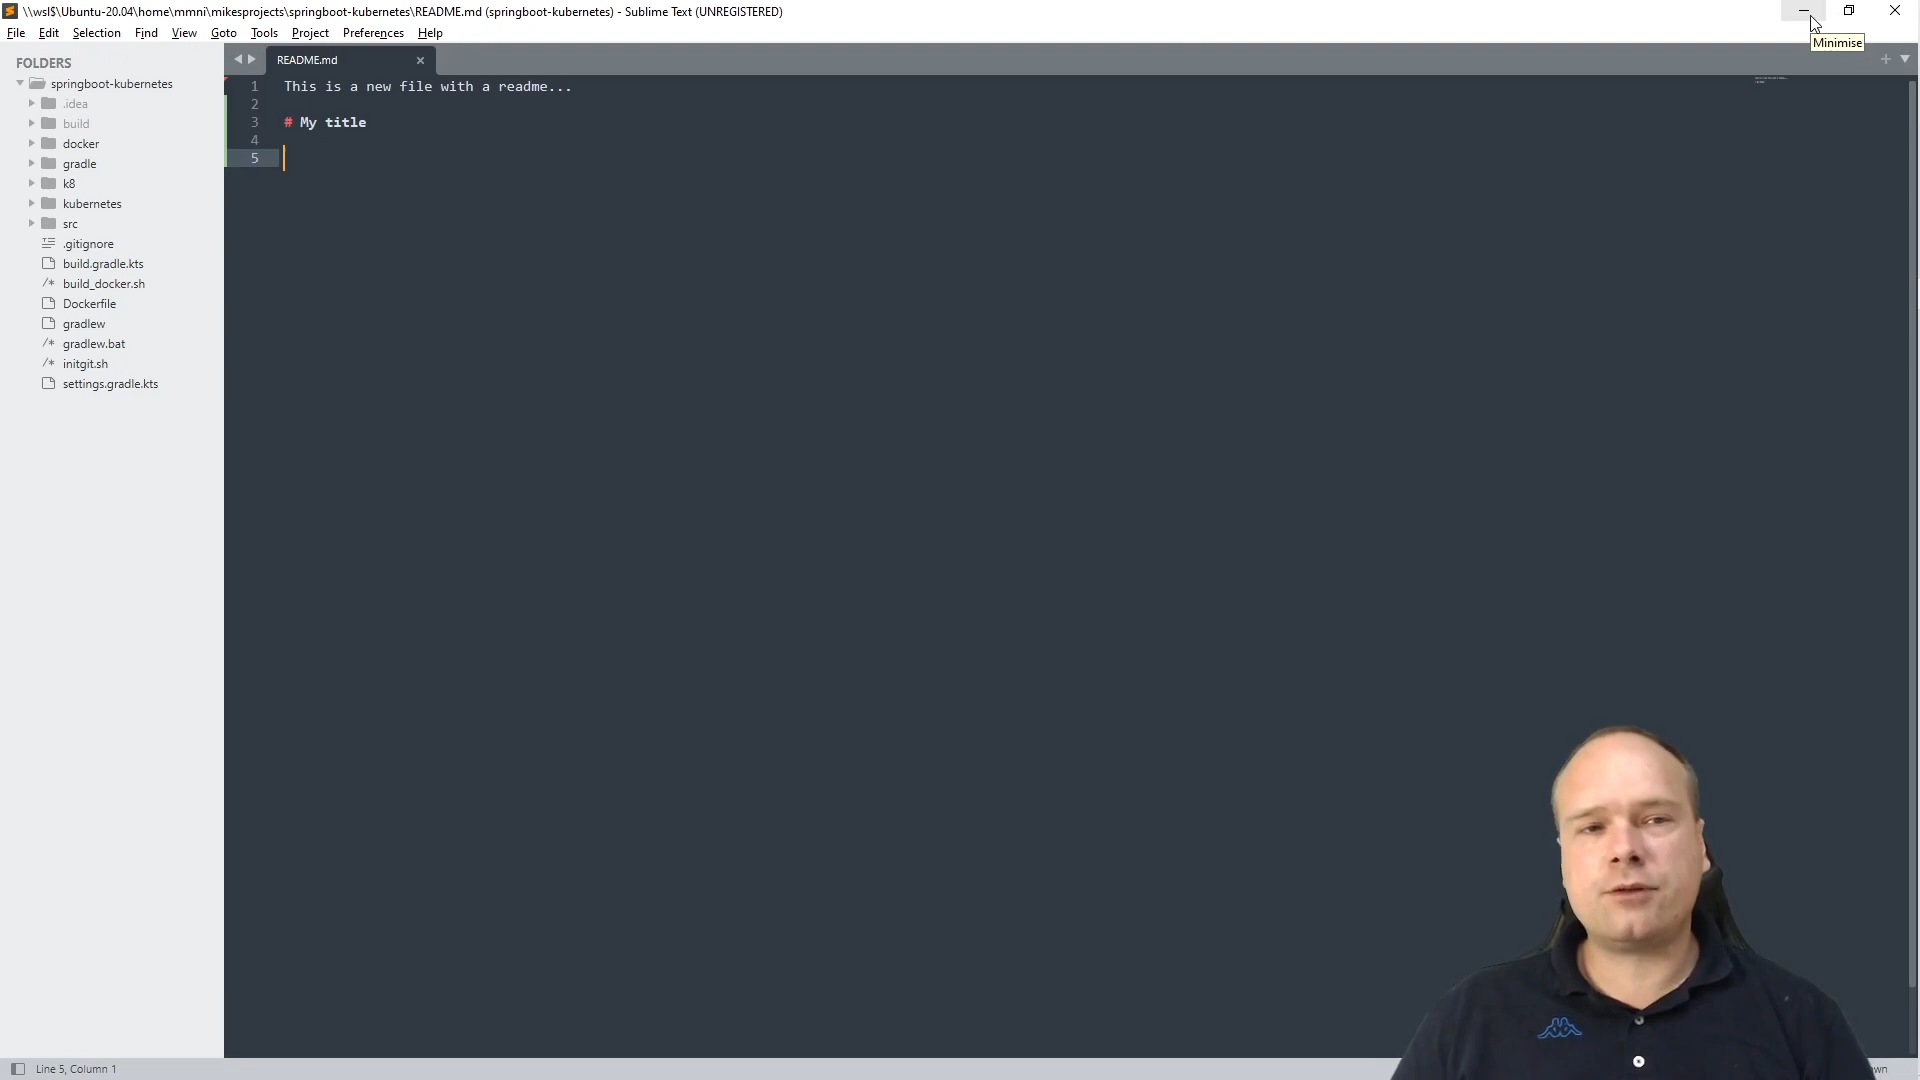 \\wsl$\Ubuntu-20.04\home\mmni\mikesprojects\springboot-kubernetes\README.md (springboot-kubernetes) - Sublime Text (UNREGISTERED)
File Edit Selection Find View Goto Tools Project Preferences Help
Minimise
FOLDERS
springboot-kubernetes
.idea
build
docker
gradle
k8
kubernetes
src
.gitignore
build.gradle.kts
build_docker.sh
Dockerfile
gradlew
gradlew.bat
initgit.sh
settings.gradle.kts
README.md
1 This is a new file with a readme...
2
3 # My title
4
5
Line 5, Column 1